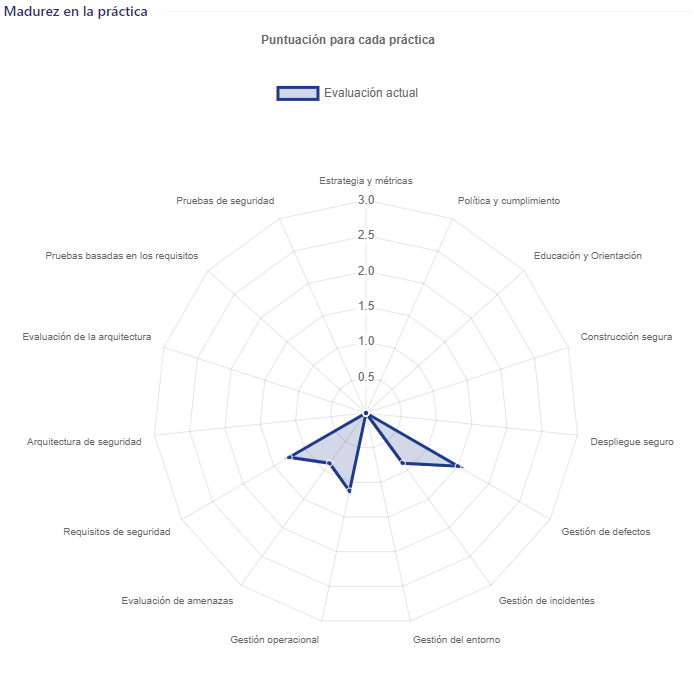 Madurez en la práctica
Puntuación para cada práctica
Evaluación actual
Estrategia y métricas
Política y cumplimiento
Educación y Orientación
Construcción segura
Despliegue seguro
Gestión de defectos
Gestión de incidentes
Gestión del entorno
Gestión operacional
Evaluación de amenazas
Requisitos de seguridad
Arquitectura de seguridad
Evaluación de la arquitectura
Pruebas basadas en los requisitos
Pruebas de seguridad
3.0
2.5
2.0
1.5
1.0
0.5